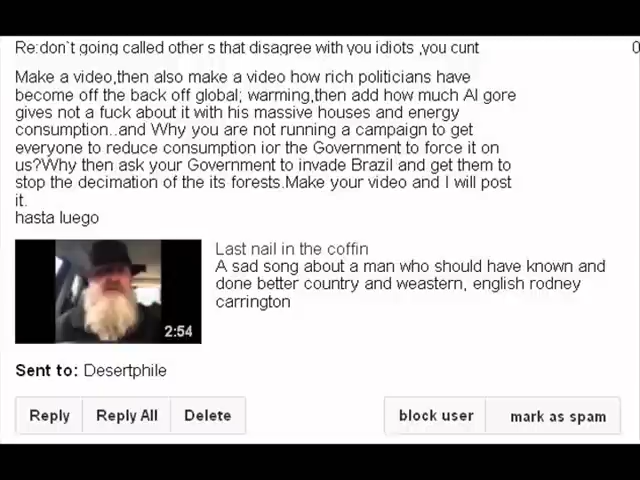 Re:don`t going called other s that disagree with you idiots ,you cunt
0
Make a video,then also make a video how rich politicians have
become off the back off global; warming,then add how much Al gore
gives not a fuck about it with his massive houses and energy
consumption..and Why you are not running a campaign to get
everyone to reduce consumption ior the Government to force it on
us?Why then ask your Government to invade Brazil and get them to
stop the decimation of the its forests.Make your video and I will post
it.
hasta luego
Last nail in the coffin
A sad song about a man who should have known and
done better country and weastern, english rodney
carrington
2:54
Sent to: Desertphile
Reply Reply All Delete block user mark as spam